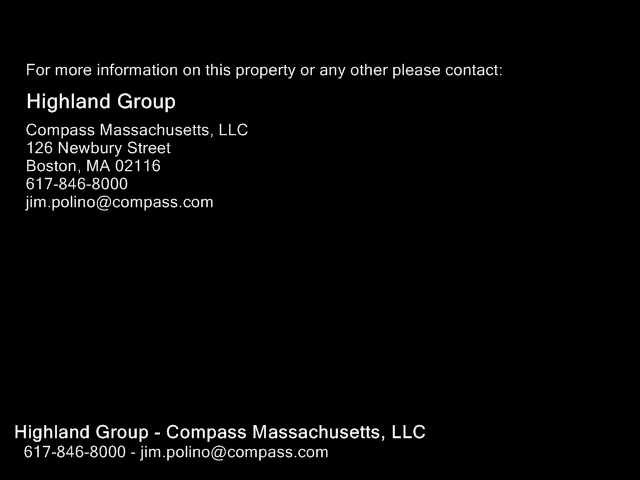 For more information on this property or any other please contact:
Highland Group
Compass Massachusetts, LLC
126 Newbury Street
Boston, MA 02116
617-846-8000
jim.polino@compass.com
Highland Group - Compass Massachusetts, LLC
617-846-8000 - jim.polino@compass.com